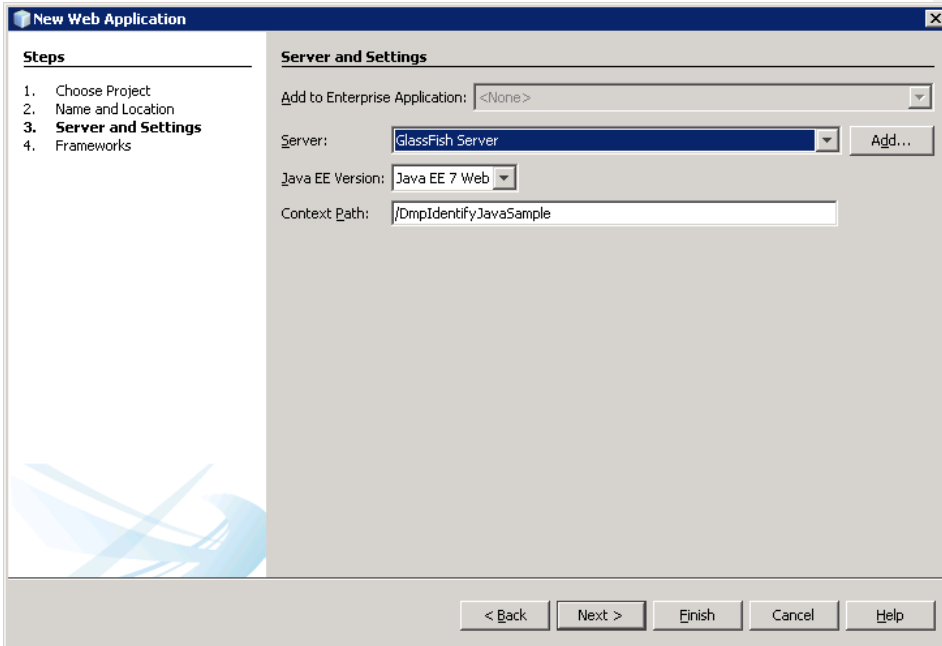 New Web Application
Steps
1. Choose Project
2. Name and Location
3. Server and Settings
4. Frameworks
Server and Settings
Add to Enterprise Application: <None>
Server: GlassFish Server Add...
Java EE Version: Java EE 7 Web
Context Path: /DmpIdentifyJavaSample
< Back Next > Finish Cancel Help